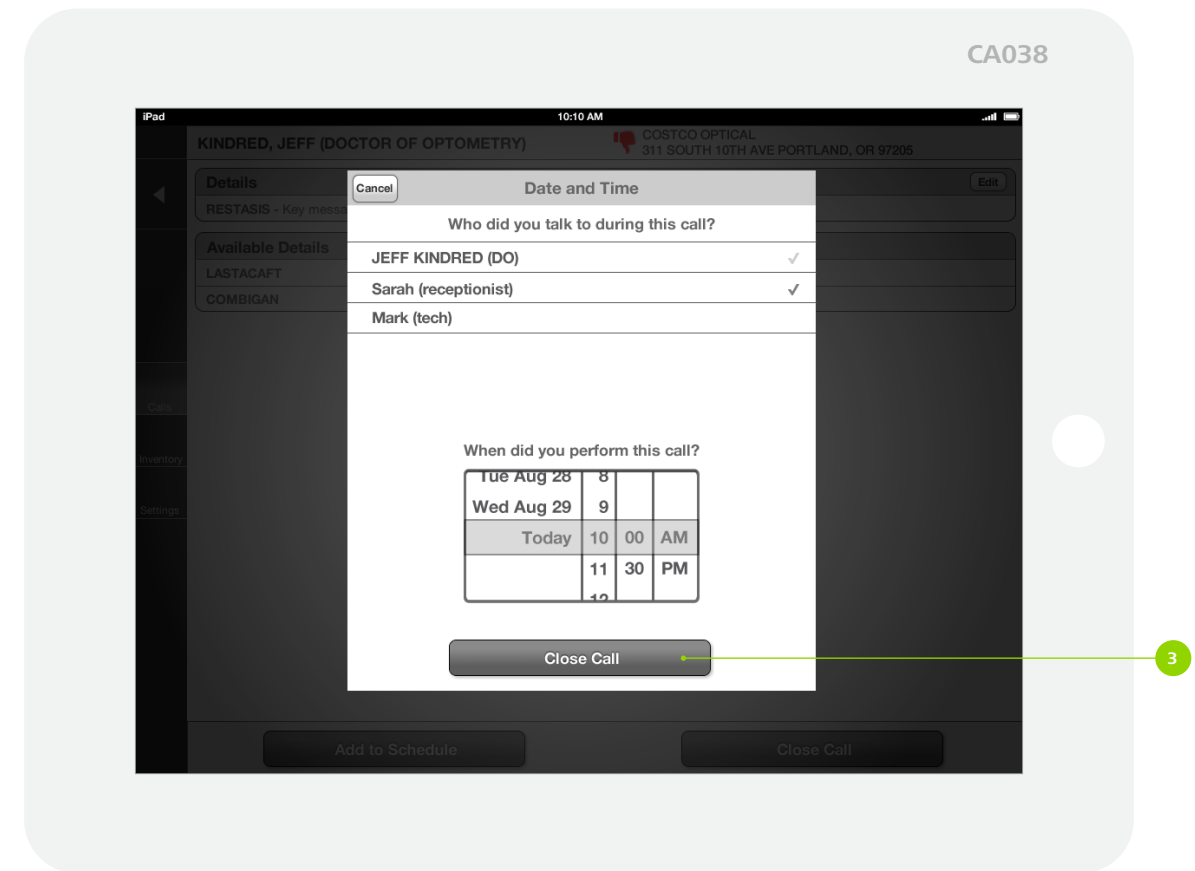 CA038
iPad
10:10 AM
KINDRED, JEFF (DOCTOR OF OPTOMETRY)
COSTCO OPTICAL
311 SOUTH 10TH AVE PORTLAND, OR 97205
Details
Edit
RESTASIS - Key messa
Available Details
LASTACAFT
COMBIGAN
Calls
Inventory
Settings
Cancel
Date and Time
Who did you talk to during this call?
JEFF KINDRED (DO)
Sarah (receptionist)
Mark (tech)
When did you perform this call?
Tue Aug 28 8
Wed Aug 29 9
Today 10 00 AM
11 30 PM
12
Close Call
3
Add to Schedule
Close Call